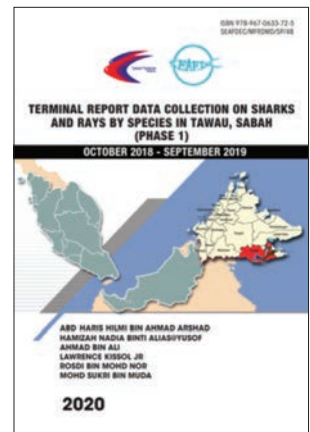 ISBN 978-967-0633-72-5
SEAFDEC/MFRDMD/SP/48
TERMINAL REPORT DATA COLLECTION ON SHARKS
AND RAYS BY SPECIES IN TAWAU, SABAH
(PHASE 1)
OCTOBER 2018 - SEPTEMBER 2019
ABD HARIS HILMI BIN AHMAD ARSHAD
HAMIZAH NADIA BINTI ALIAS@YUSOF
AHMAD BIN ALI
LAWRENCE KISSOL JR
ROSDI BIN MOHD NOR
MOHD SUKRI BIN MUDA
2020